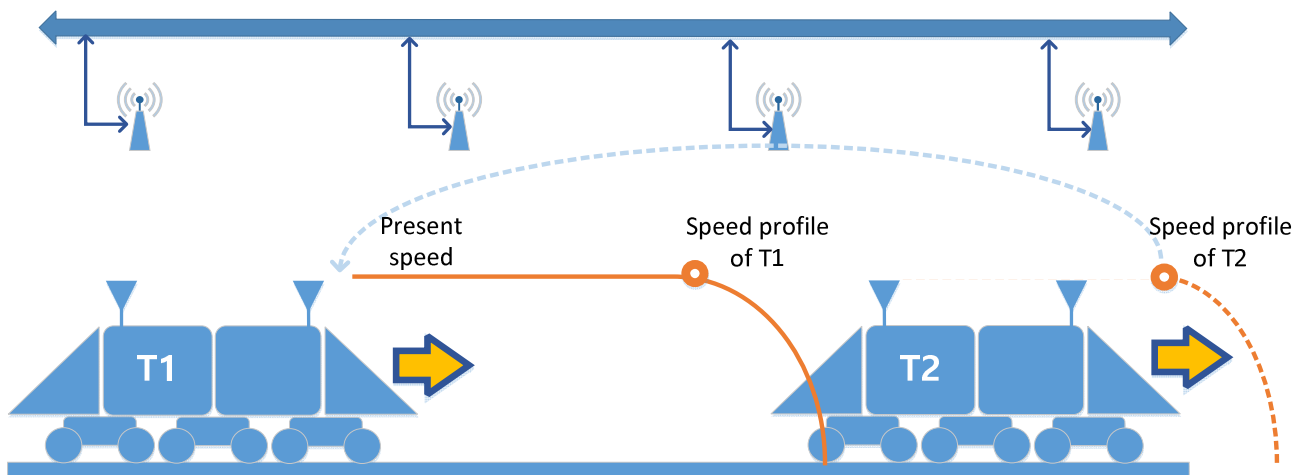 Present
speed
Speed profile
of T1
Speed profile
of T2
T1
T2